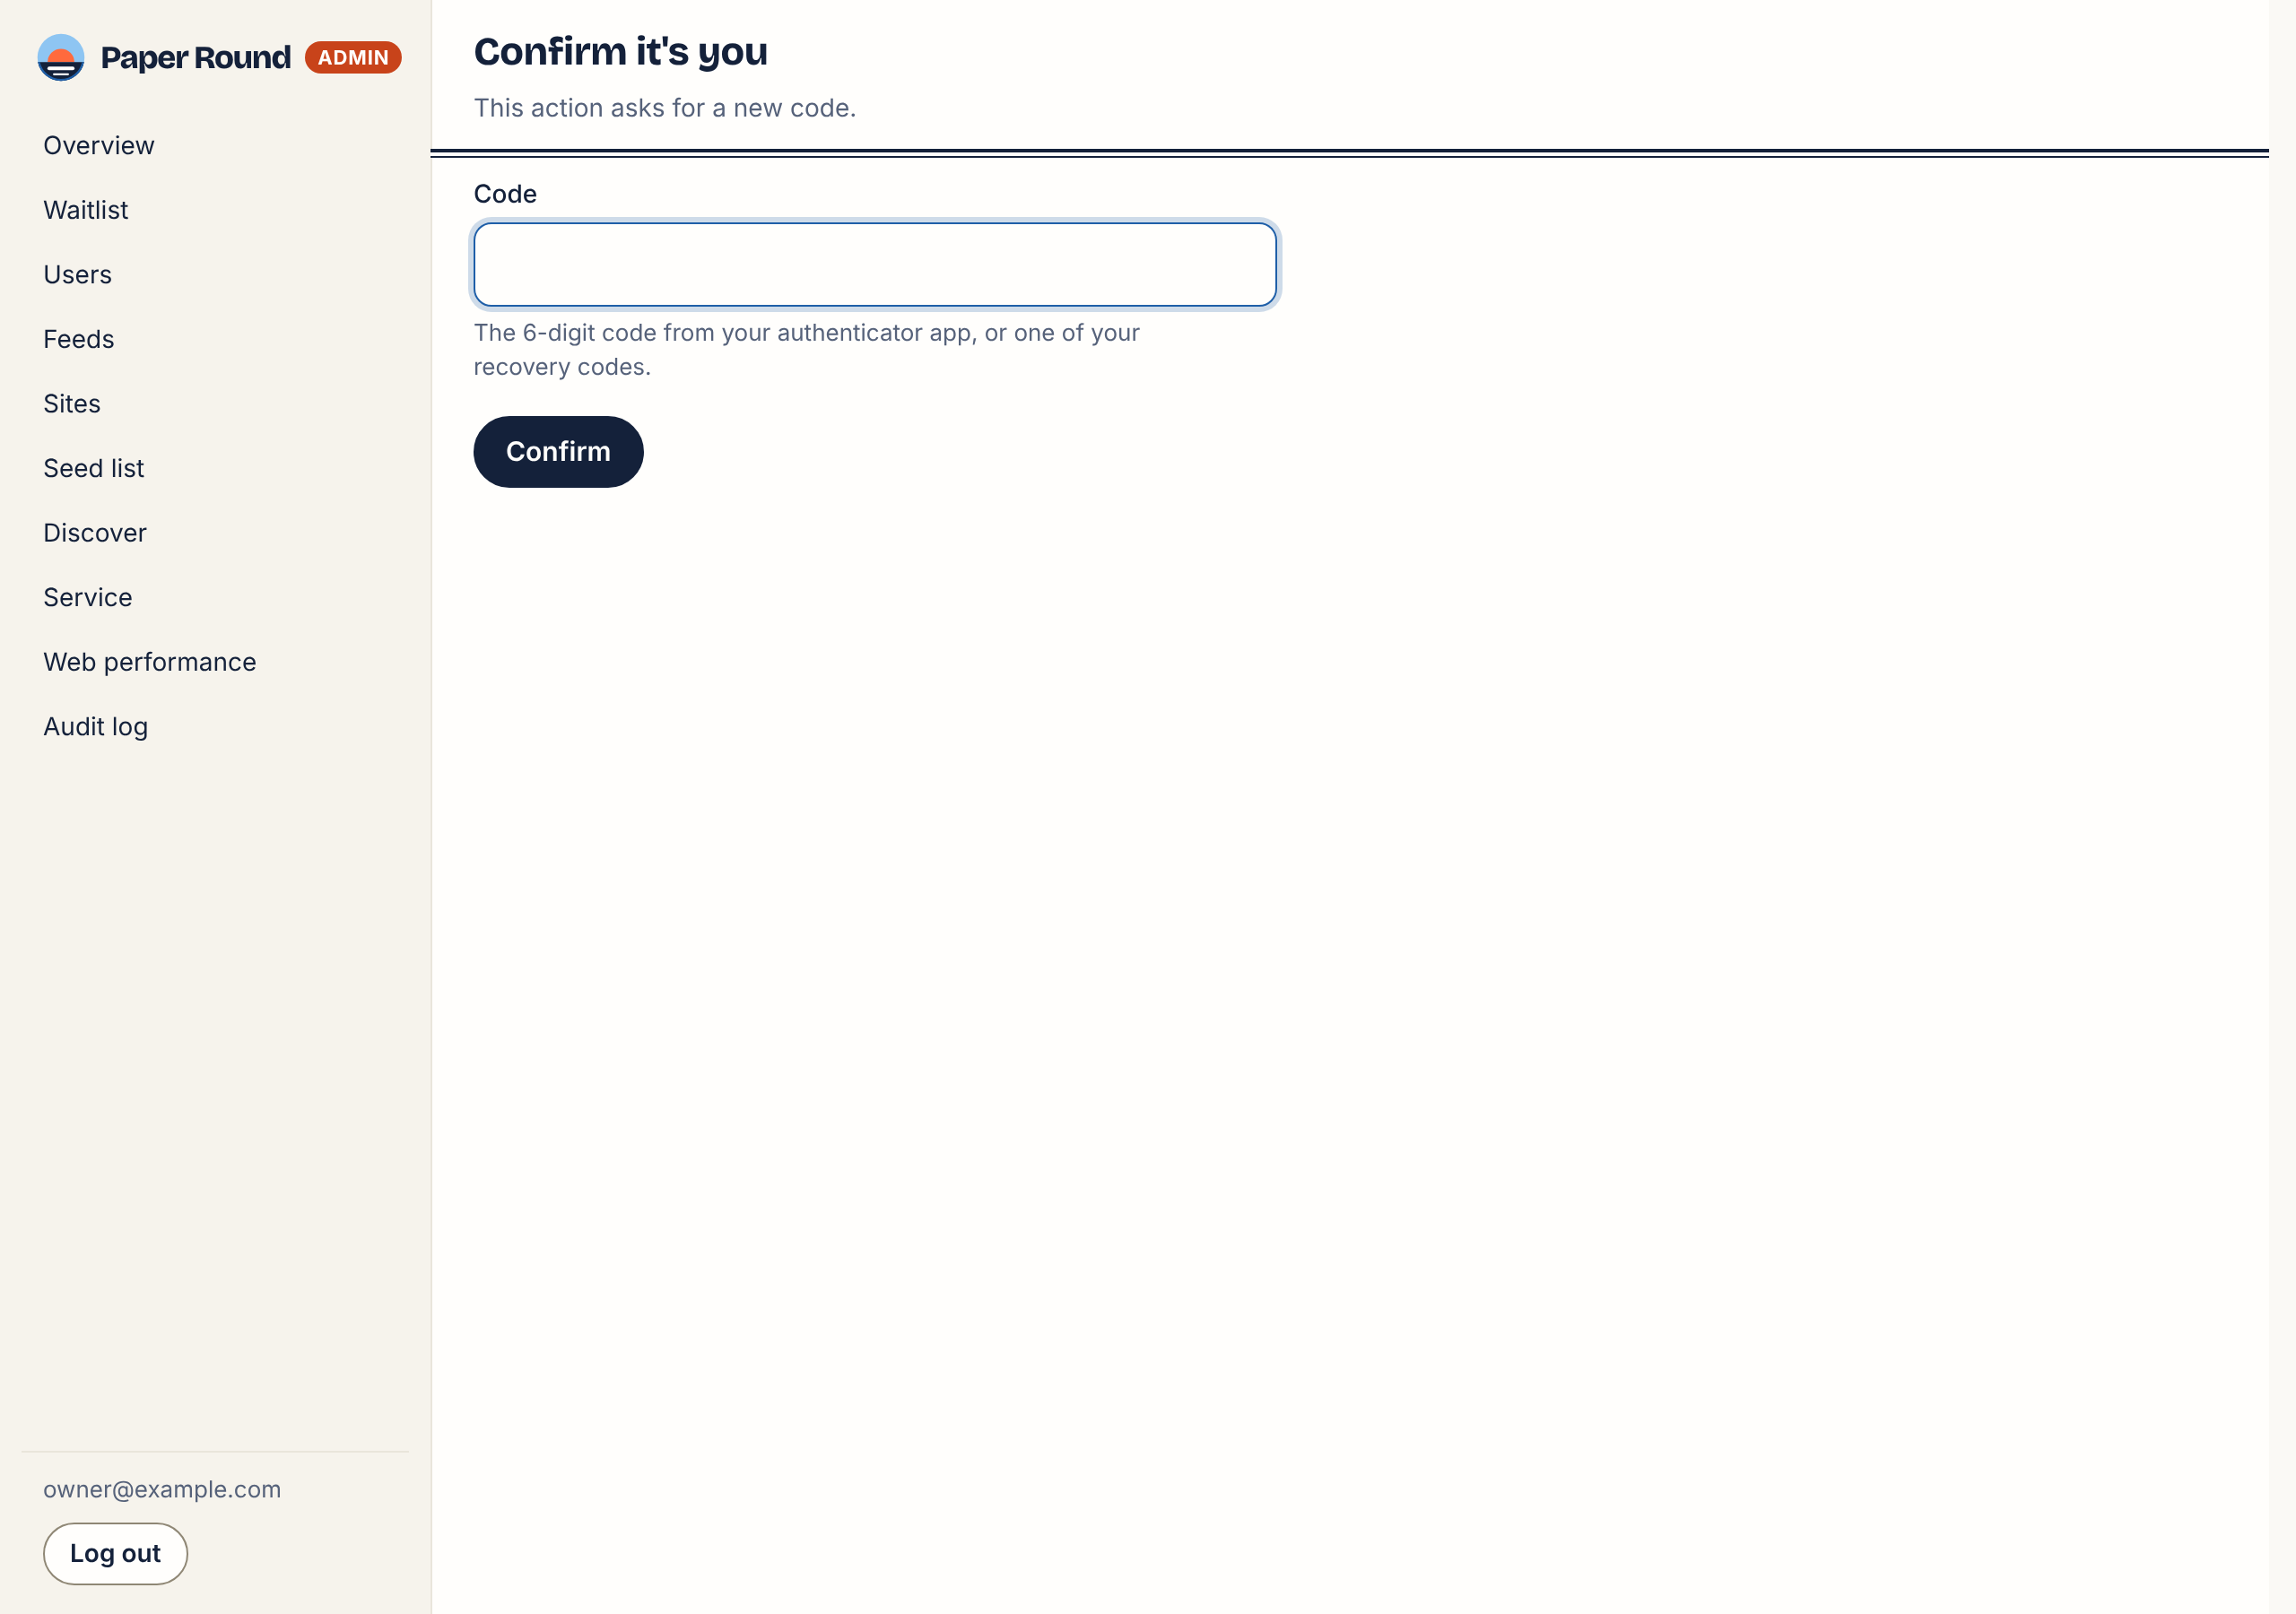 Paper Round ADMIN
Overview
Waitlist
Users
Feeds
Sites
Seed list
Discover
Service
Web performance
Audit log
owner@example.com
Log out
Confirm it's you
This action asks for a new code.
Code
The 6-digit code from your authenticator app, or one of your
recovery codes.
Confirm